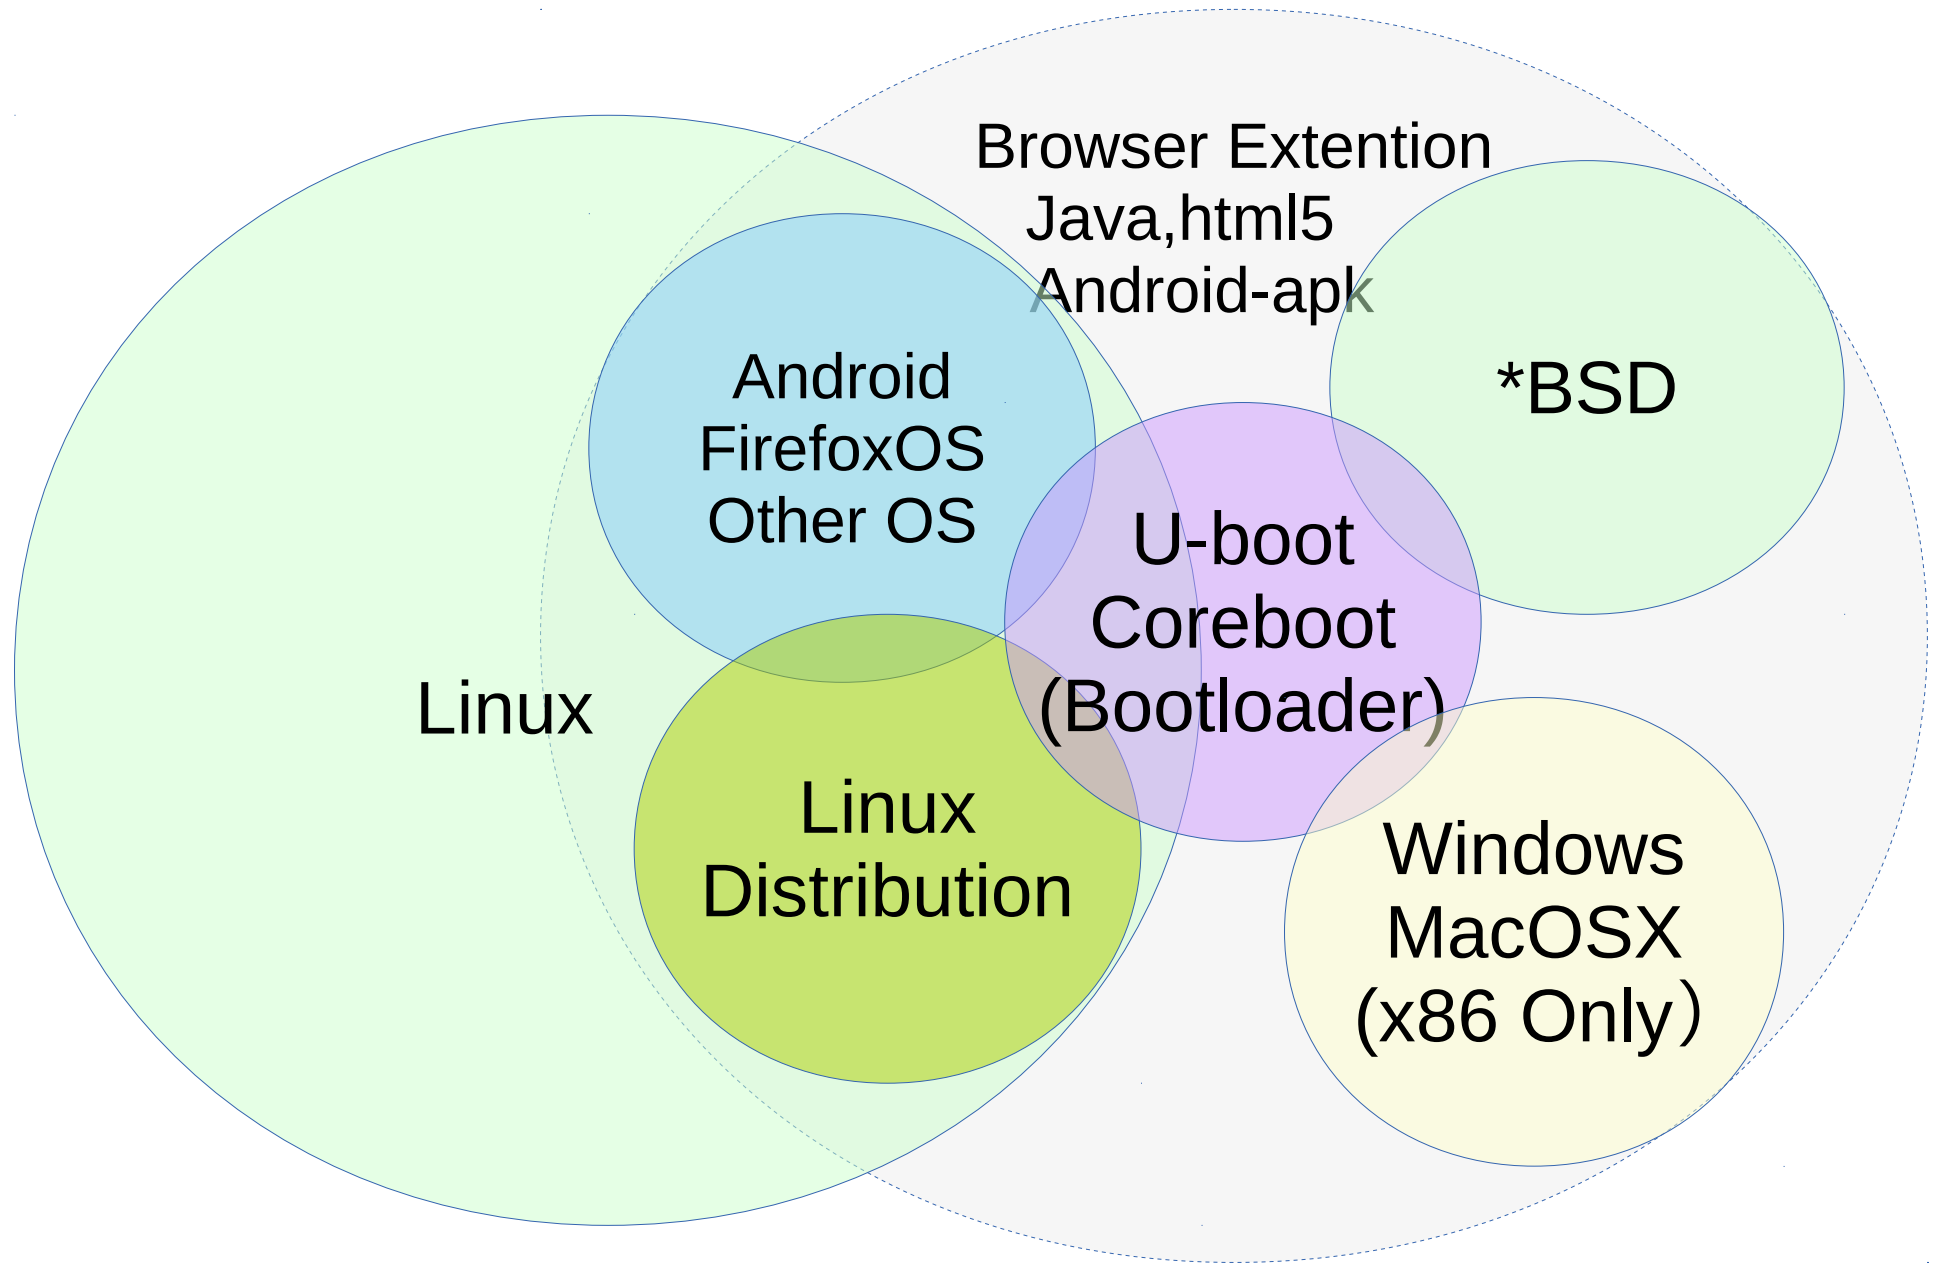 Browser Extention
Java,html5
Android-apk
Android
FirefoxOS
Other OS
*BSD
U-boot
Coreboot
(Bootloader)
Linux
Linux
Distribution
Windows
MacOSX
(x86 Only）